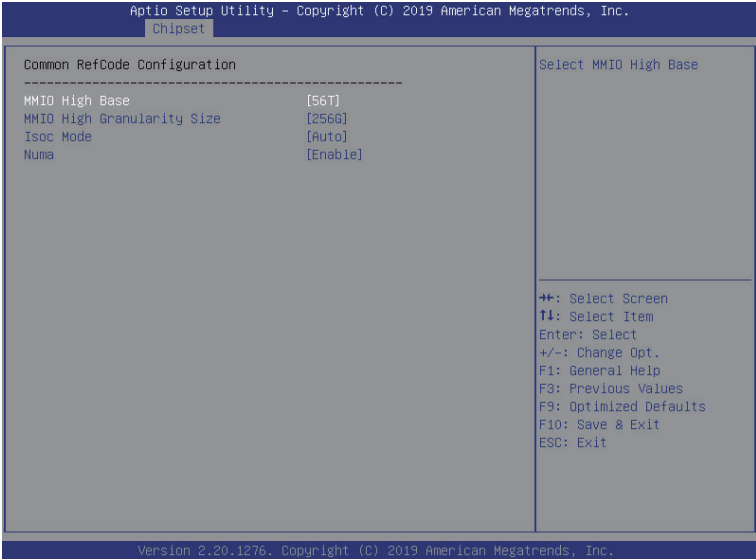 Aptio Setup Utility – Copyright (C) 2019 American Megatrends, Inc.
Chipset
Common RefCode Configuration
--------------------------------------------------
MMIO High Base [56T]
MMIO High Granularity Size [256G]
Isoc Mode [Auto]
Numa [Enable]
Select MMIO High Base
→←: Select Screen
↑↓: Select Item
Enter: Select
+/-: Change Opt.
F1: General Help
F3: Previous Values
F9: Optimized Defaults
F10: Save & Exit
ESC: Exit
Version 2.20.1276. Copyright (C) 2019 American Megatrends, Inc.